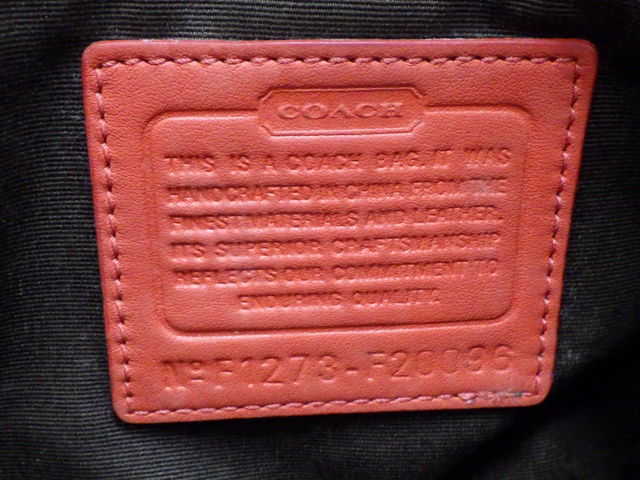 COACH
THIS IS A COACH BAG. IT WAS
HANDCRAFTED IN CHINA FROM THE
FINEST MATERIALS AND LEATHER.
ITS SUPERIOR CRAFTSMANSHIP
REFLECTS OUR COMMITMENT TO
ENDURING QUALITY.
Nº F1273-F20096